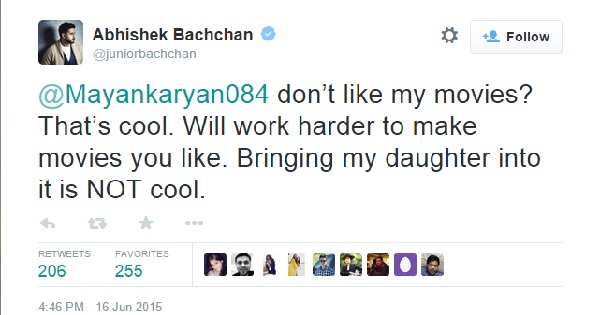 Abhishek Bachchan
@juniorbachchan
Follow
@Mayankaryan084 don’t like my movies?
That’s cool. Will work harder to make
movies you like. Bringing my daughter into
it is NOT cool.
RETWEETS FAVORITES
206 255
4:46 PM 16 Jun 2015